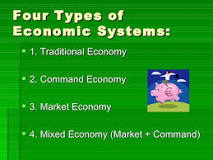 Four Types of
Economic Systems:
1. Traditional Economy
2. Command Economy
3. Market Economy
4. Mixed Economy (Market + Command)